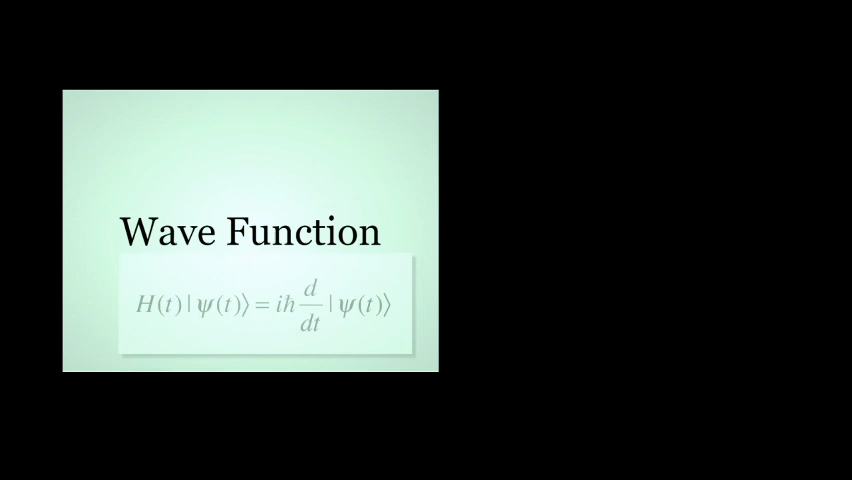 Wave Function
H(t) | ψ(t)⟩ = iħ d/dt | ψ(t)⟩